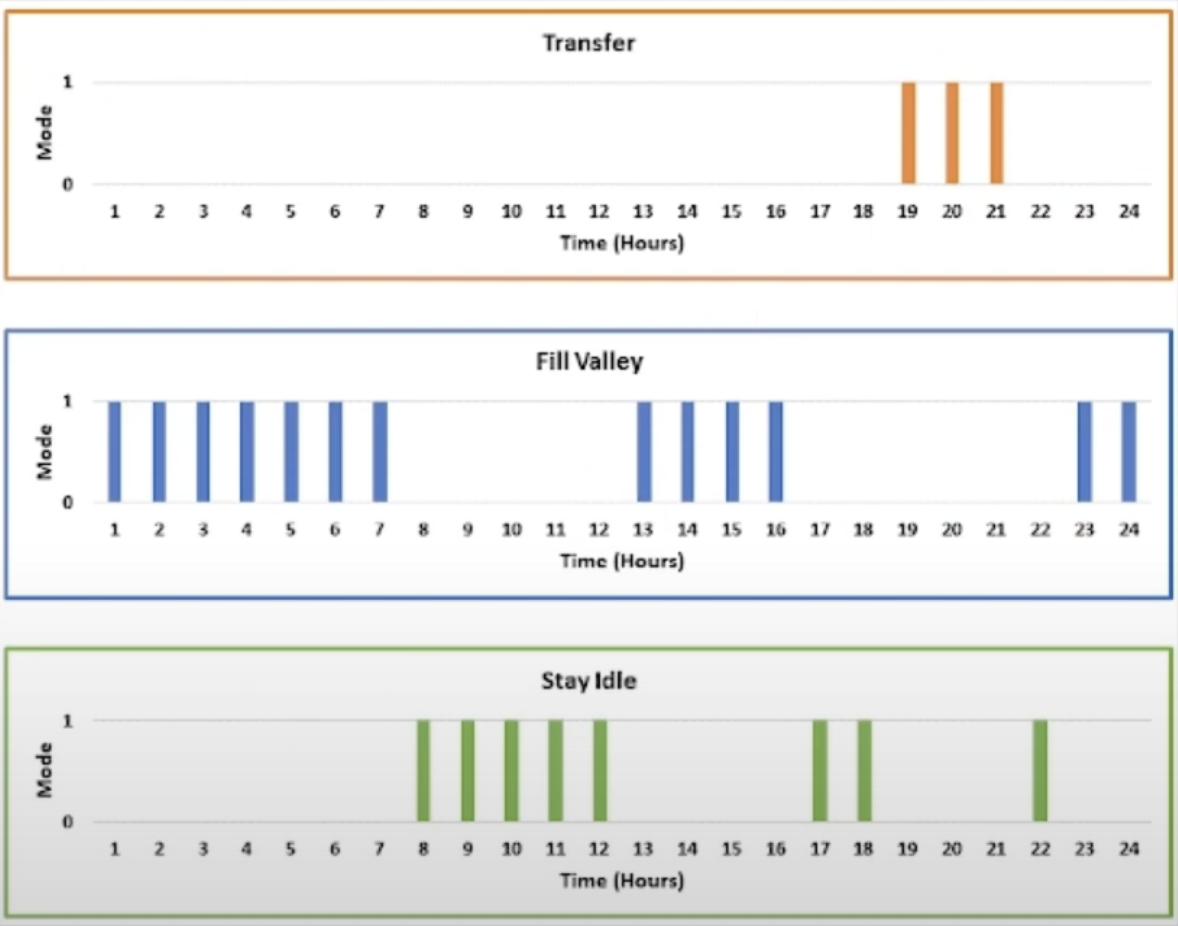 Transfer
1
Mode
0
1 2 3 4 5 6 7 8 9 10 11 12 13 14 15 16 17 18 19 20 21 22 23 24
Time (Hours)
Fill Valley
1
Mode
0
1 2 3 4 5 6 7 8 9 10 11 12 13 14 15 16 17 18 19 20 21 22 23 24
Time (Hours)
Stay Idle
1
Mode
0
1 2 3 4 5 6 7 8 9 10 11 12 13 14 15 16 17 18 19 20 21 22 23 24
Time (Hours)